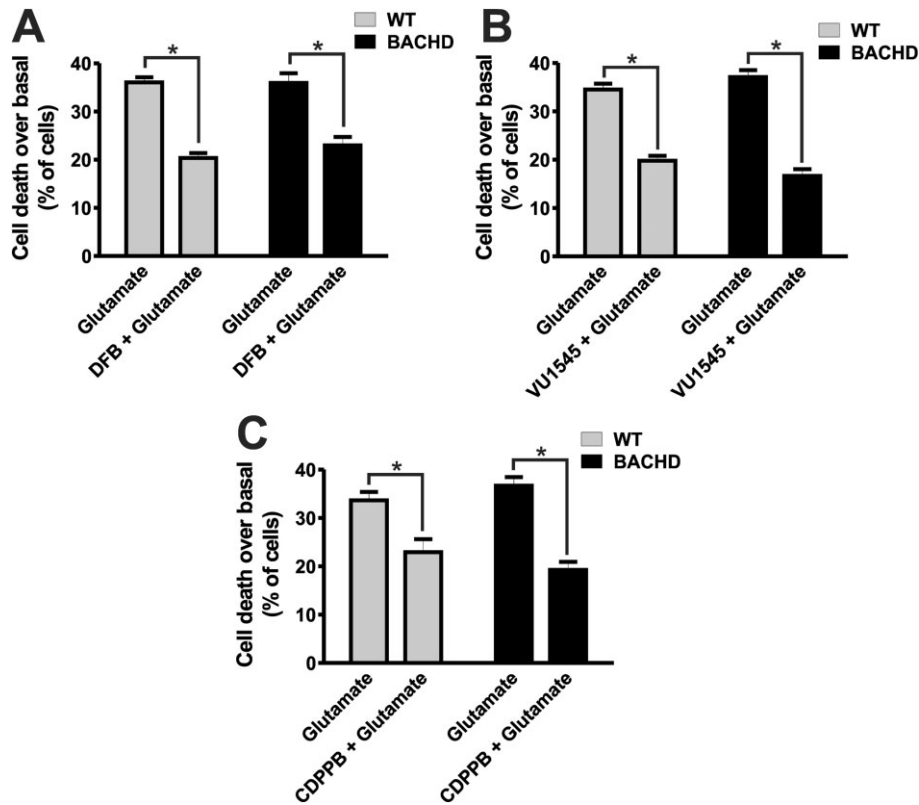 A
WT
BACHD
Cell death over basal
(% of cells)
40
30
20
10
0
*
*
Glutamate
DFB + Glutamate
Glutamate
DFB + Glutamate
B
WT
BACHD
Cell death over basal
(% of cells)
50
40
30
20
10
0
*
*
Glutamate
VU1545 + Glutamate
Glutamate
VU1545 + Glutamate
C
WT
BACHD
Cell death over basal
(% of cells)
40
30
20
10
0
*
*
Glutamate
CDPPB + Glutamate
Glutamate
CDPPB + Glutamate